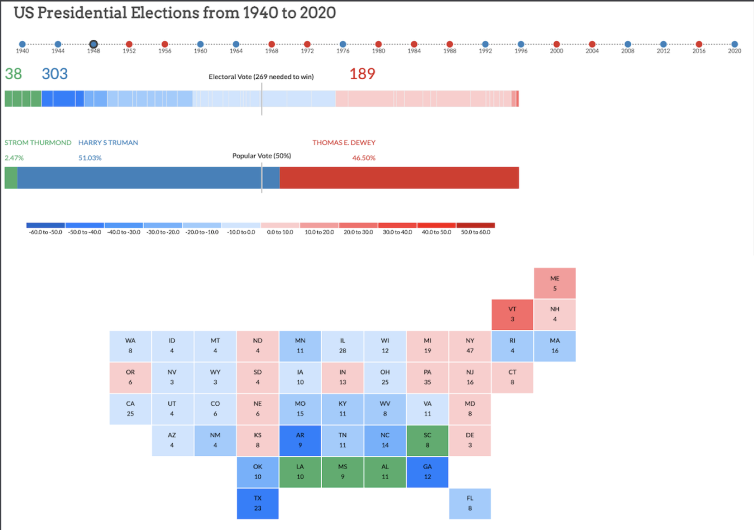 US Presidential Elections from 1940 to 2020
1940 1944 1948 1952 1956 1960 1964 1968 1972 1976 1980 1984 1988 1992 1996 2000 2004 2008 2012 2016 2020
38 303 Electoral Vote (269 needed to win) 189
STROM THURMOND HARRY S TRUMAN THOMAS E. DEWEY
2.47% 51.03% Popular Vote (50%) 46.50%
-60.0 to -50.0 -50.0 to -40.0 -40.0 to -30.0 -30.0 to -20.0 -20.0 to -10.0 -10.0 to 0.0 0.0 to 10.0 10.0 to 20.0 20.0 to 30.0 30.0 to 40.0 40.0 to 50.0 50.0 to 60.0
ME
5
VT NH
3 4
WA ID MT ND MN IL WI MI NY RI MA
8 4 4 4 11 28 12 19 47 4 16
OR NV WY SD IA IN OH PA NJ CT
6 3 3 4 10 13 25 35 16 8
CA UT CO NE MO KY WV VA MD
25 4 6 6 15 11 8 11 8
AZ NM KS AR TN NC SC DE
4 4 8 9 11 14 8 3
OK LA MS AL GA
10 10 9 11 12
TX FL
23 8